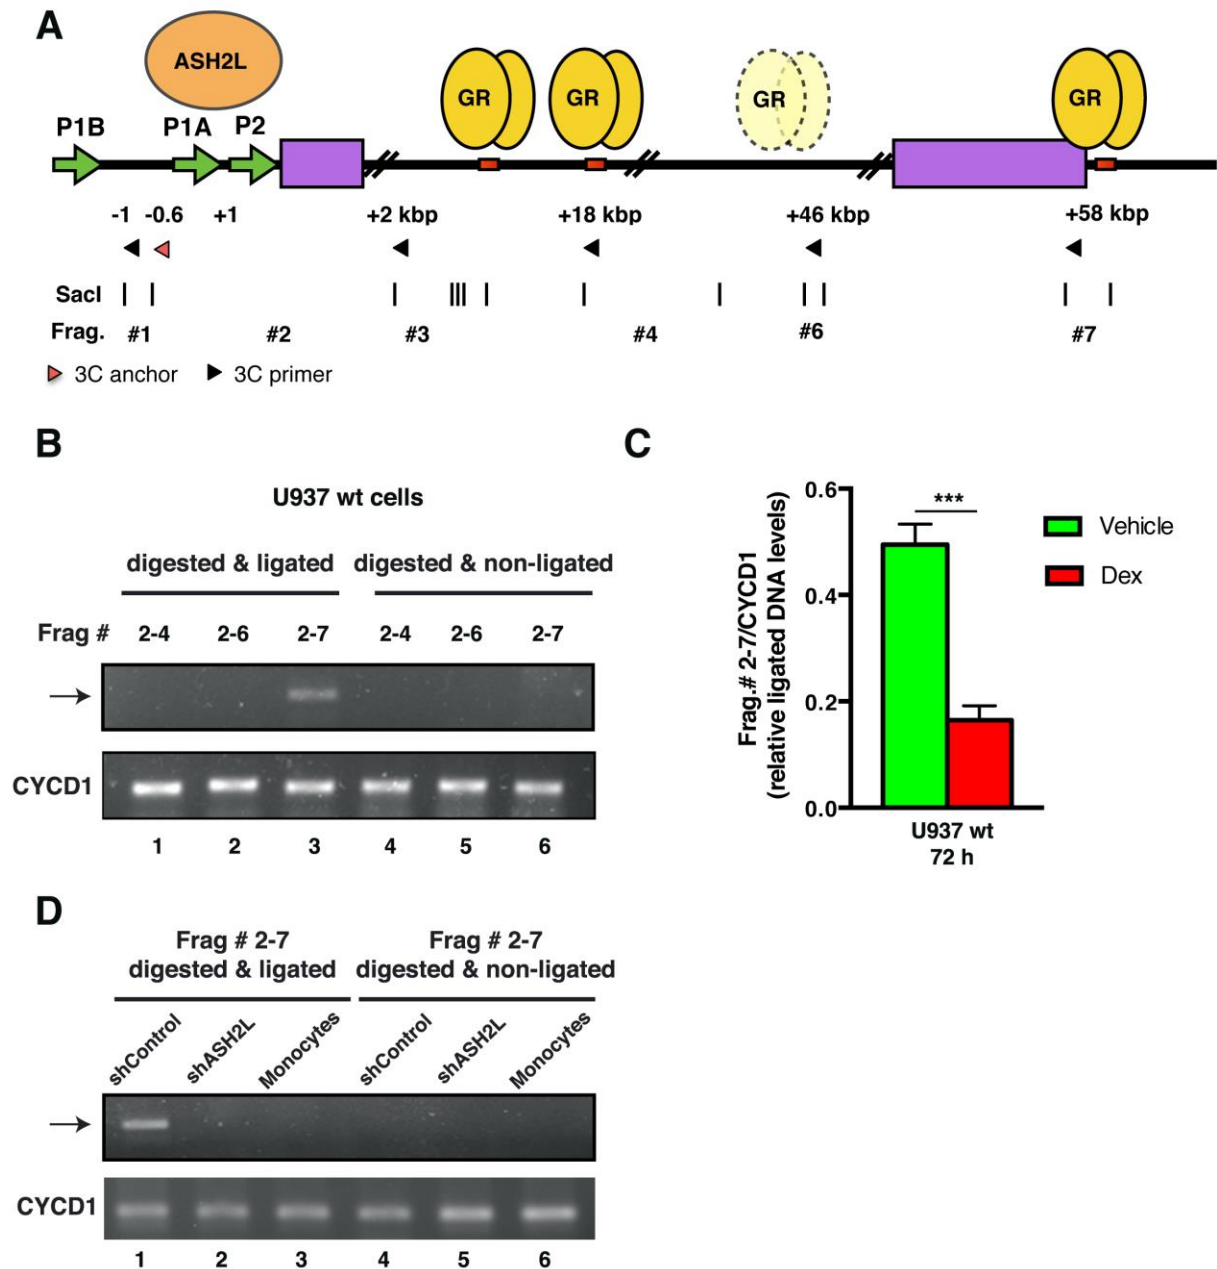 A
ASH2L
GR GR GR GR
P1B P1A P2
-1 -0.6 +1 +2 kbp +18 kbp +46 kbp +58 kbp
SacI
Frag. #1 #2 #3 #4 #6 #7
3C anchor 3C primer
B
U937 wt cells
digested & ligated digested & non-ligated
Frag # 2-4 2-6 2-7 2-4 2-6 2-7
CYCD1
1 2 3 4 5 6
C
Frag.# 2-7/CYCD1
(relative ligated DNA levels)
0.6
0.4
0.2
0.0
***
U937 wt
72 h
Vehicle
Dex
D
Frag # 2-7 Frag # 2-7
digested & ligated digested & non-ligated
shControl shASH2L Monocytes shControl shASH2L Monocytes
CYCD1
1 2 3 4 5 6